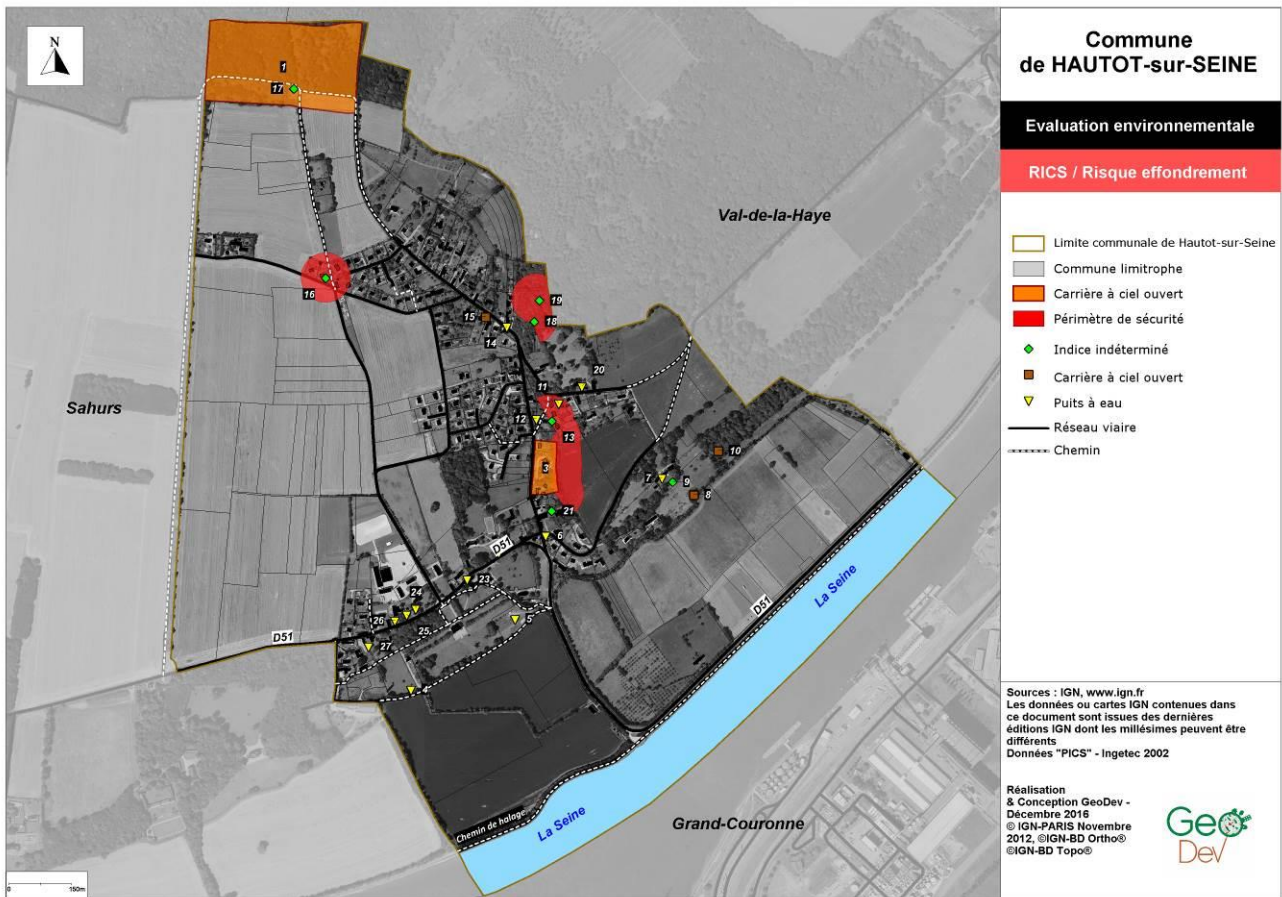 Commune
de HAUTOT-sur-SEINE
Evaluation environnementale
RICS / Risque effondrement
Limite communale de Hautot-sur-Seine
Commune limitrophe
Carrière à ciel ouvert
Périmètre de sécurité
Indice indéterminé
Carrière à ciel ouvert
Puits à eau
Réseau viaire
Chemin
Sources : IGN, www.ign.fr
Les données ou cartes IGN contenues dans
ce document sont issues des dernières
éditions IGN dont les millésimes peuvent être
différents
Données "PICS" - Ingetec 2002
Réalisation
& Conception GeoDev -
Décembre 2016
© IGN-PARIS Novembre
2012, ©IGN-BD Ortho®
©IGN-BD Topo®
Geo
Dev
N
1
17
Val-de-la-Haye
16
19
18
15
14
Sahurs
20
11
12
13
3
10
7
9
8
21
6
D51
23
24
26
25
5
27
D51
D51
La Seine
La Seine
Chemin de halage
Grand-Couronne
0 150m